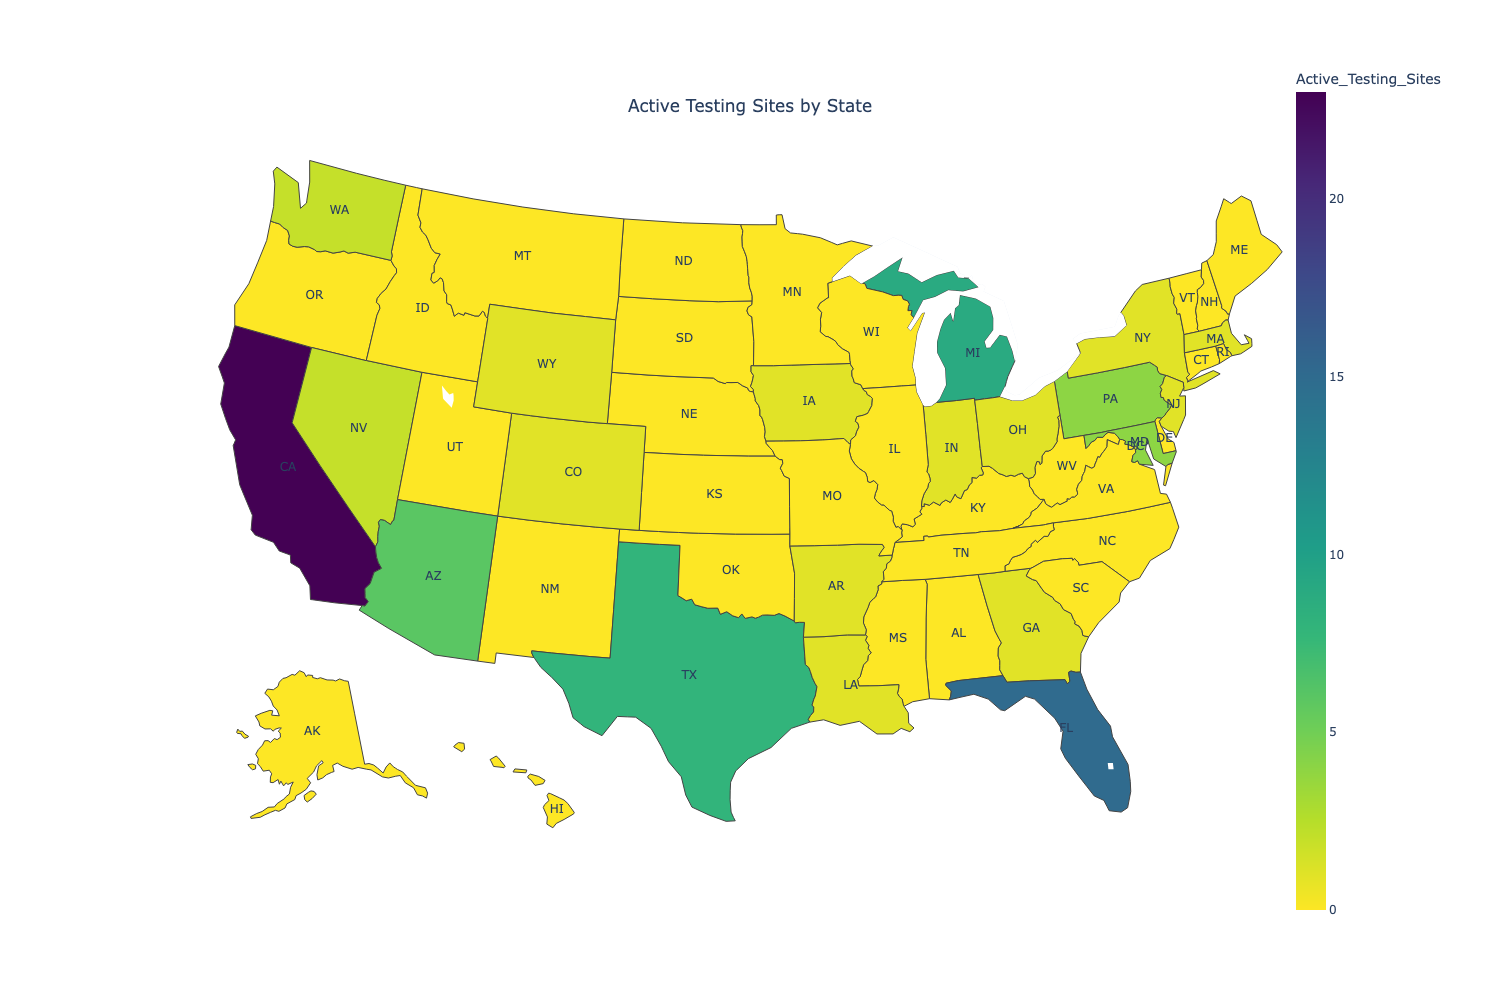 Active Testing Sites by State
Active_Testing_Sites
20
15
10
5
0
WA
MT
ND
MN
ME
OR
ID
SD
WI
MI
VT
NH
NY
MA
RI
CT
WY
NE
IA
PA
NJ
NV
UT
CO
IL
IN
OH
MD
DC
DE
CA
KS
MO
WV
KY
VA
AZ
NM
OK
AR
TN
NC
SC
TX
LA
MS
AL
GA
FL
AK
HI